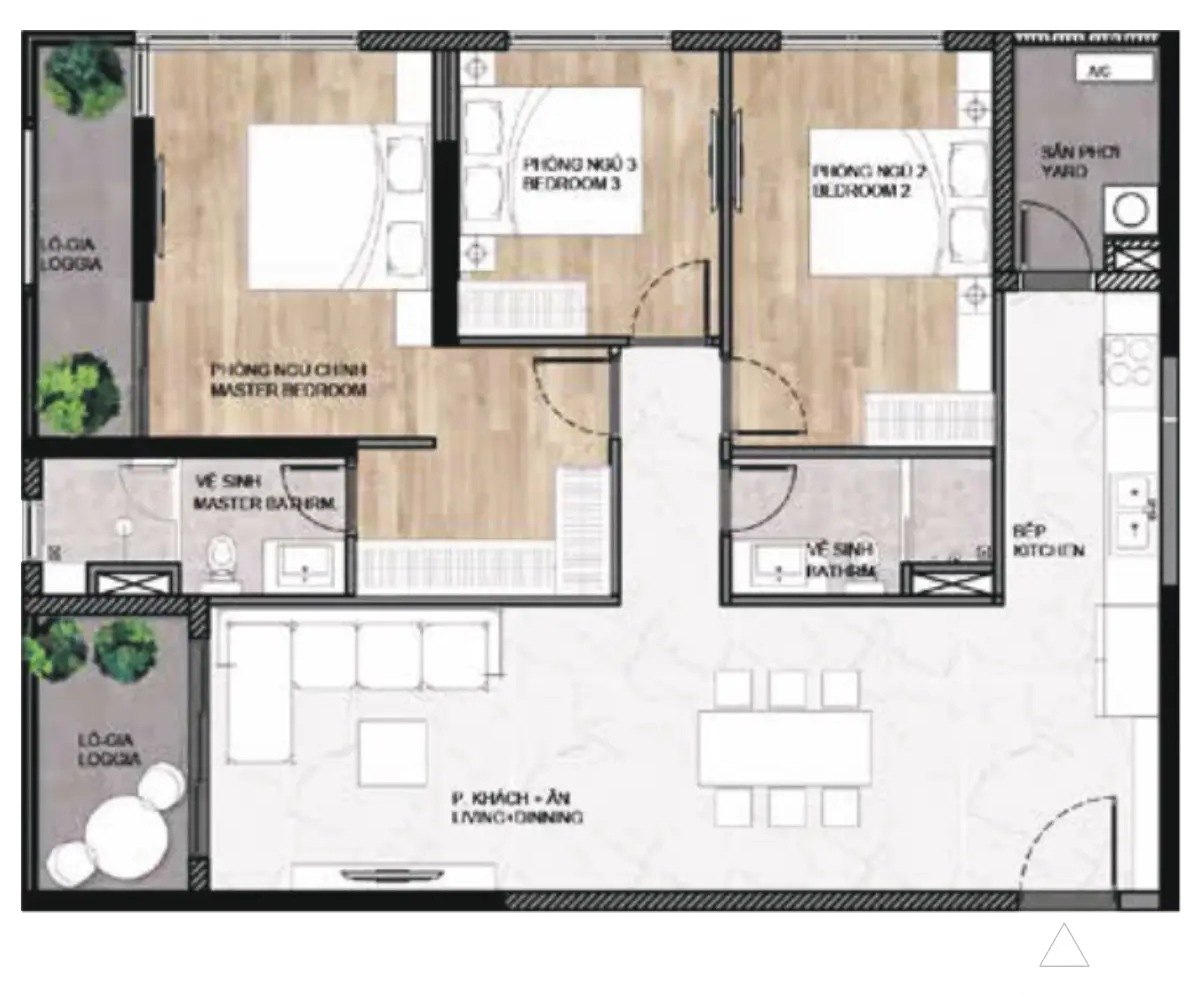 A/C
SÂN PHƠI
YARD
PHÒNG NGỦ 3
BEDROOM 3
PHÒNG NGỦ 2
BEDROOM 2
LÔ-GIA
LOGGIA
PHÒNG NGỦ CHÍNH
MASTER BEDROOM
VỆ SINH
MASTER BATHRM.
VỆ SINH
BATHRM.
BẾP
KITCHEN
LÔ-GIA
LOGGIA
P. KHÁCH + ĂN
LIVING+DINNING